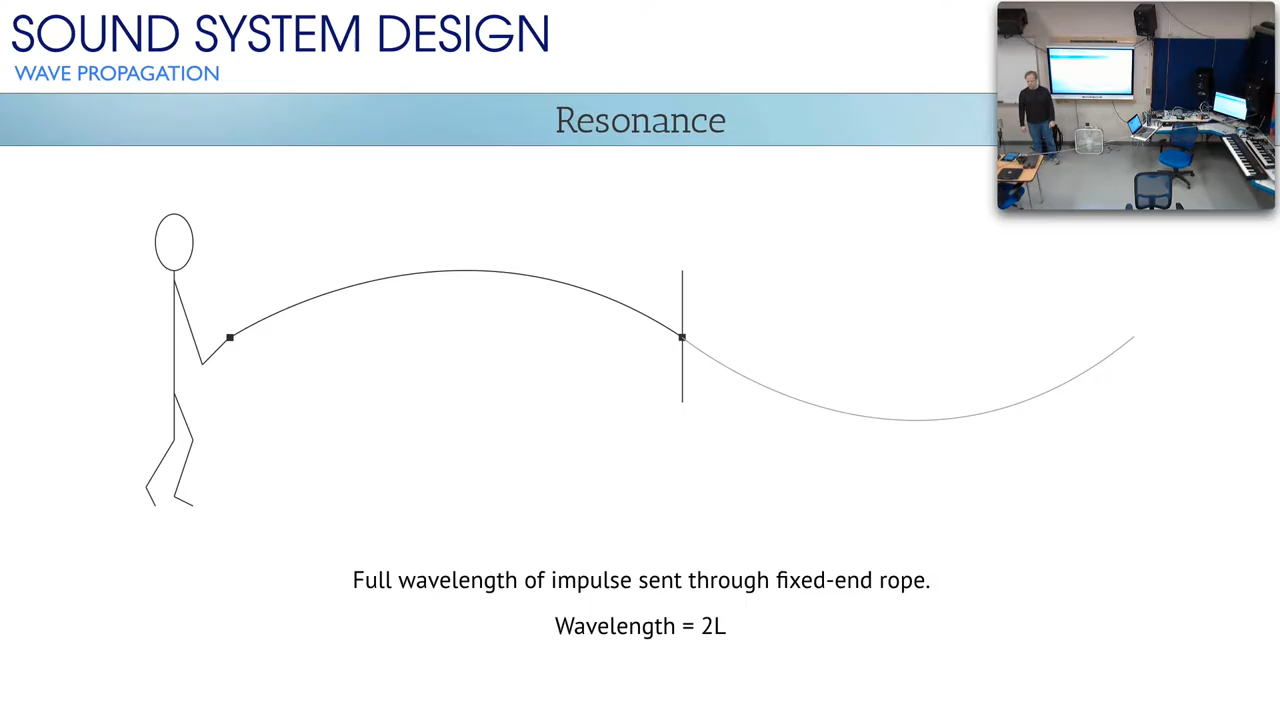 SOUND SYSTEM DESIGN
WAVE PROPAGATION
Resonance
Full wavelength of impulse sent through fixed-end rope.
Wavelength = 2L